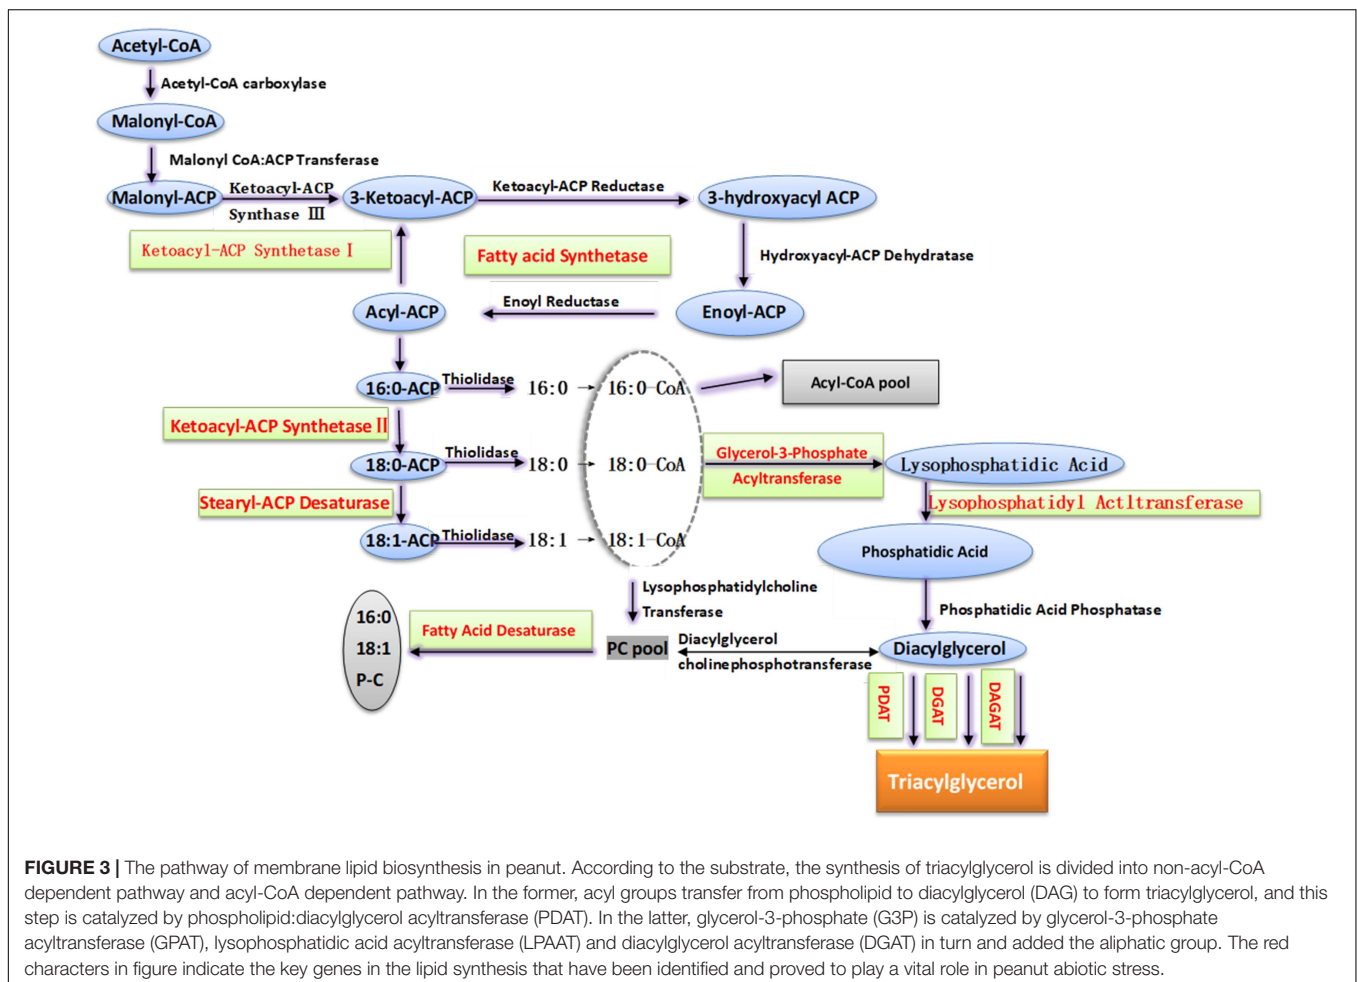 Acetyl-CoA
Acetyl-CoA carboxylase
Malonyl-CoA
Malonyl CoA:ACP Transferase
Malonyl-ACP
Ketoacyl-ACP
Synthase III
3-Ketoacyl-ACP
Ketoacyl-ACP Reductase
3-hydroxyacyl ACP
Ketoacyl-ACP Synthetase I
Fatty acid Synthetase
Hydroxyacyl-ACP Dehydratase
Acyl-ACP
Enoyl Reductase
Enoyl-ACP
16:0-ACP
Thiolidase
16:0
16:0-CoA
Acyl-CoA pool
Ketoacyl-ACP Synthetase II
18:0-ACP
Thiolidase
18:0
18:0-CoA
Glycerol-3-Phosphate
Acyltransferase
Lysophosphatidic Acid
Stearyl-ACP Desaturase
Lysophosphatidyl Actltransferase
18:1-ACP
Thiolidase
18:1
18:1-CoA
Phosphatidic Acid
Lysophosphatidylcholine
Transferase
Phosphatidic Acid Phosphatase
16:0
18:1
P-C
Fatty Acid Desaturase
PC pool
Diacylglycerol
cholinephosphotransferase
Diacylglycerol
PDAT
DGAT
DAGAT
Triacylglycerol
FIGURE 3 | The pathway of membrane lipid biosynthesis in peanut. According to the substrate, the synthesis of triacylglycerol is divided into non-acyl-CoA
dependent pathway and acyl-CoA dependent pathway. In the former, acyl groups transfer from phospholipid to diacylglycerol (DAG) to form triacylglycerol, and this
step is catalyzed by phospholipid:diacylglycerol acyltransferase (PDAT). In the latter, glycerol-3-phosphate (G3P) is catalyzed by glycerol-3-phosphate
acyltransferase (GPAT), lysophosphatidic acid acyltransferase (LPAAT) and diacylglycerol acyltransferase (DGAT) in turn and added the aliphatic group. The red
characters in figure indicate the key genes in the lipid synthesis that have been identified and proved to play a vital role in peanut abiotic stress.